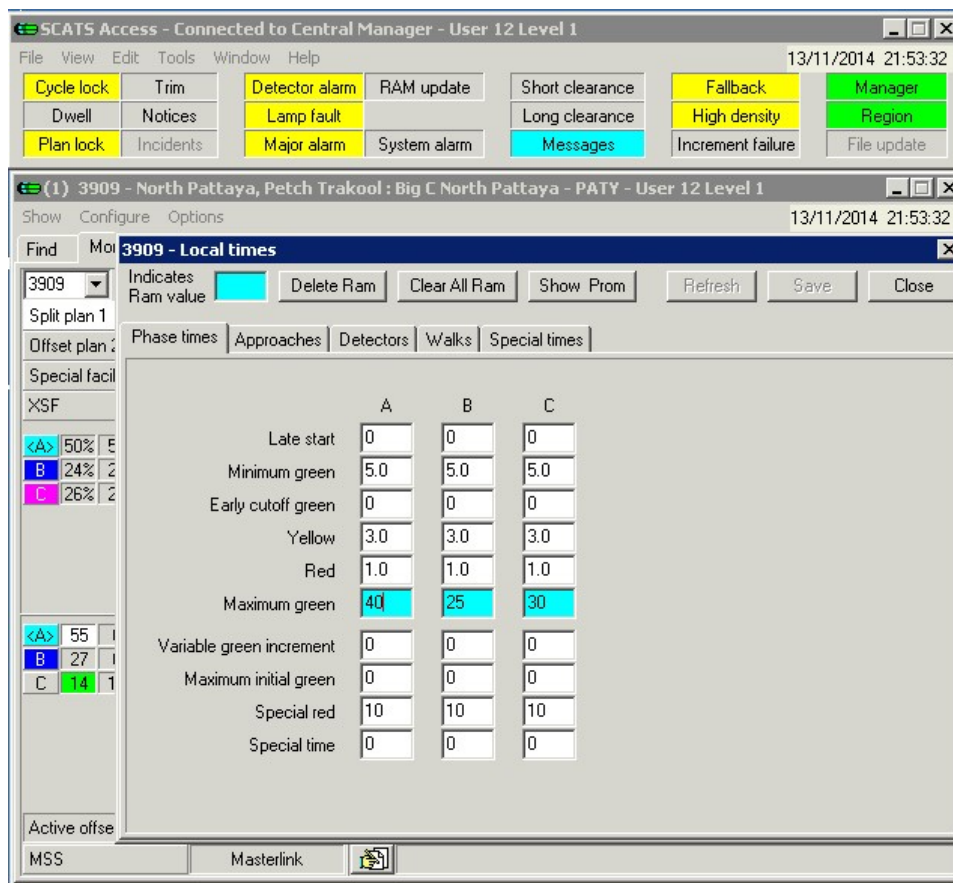 SCATS Access - Connected to Central Manager - User 12 Level 1
File View Edit Tools Window Help 13/11/2014 21:53:32
Cycle lock Trim Detector alarm RAM update Short clearance Fallback Manager
Dwell Notices Lamp fault Long clearance High density Region
Plan lock Incidents Major alarm System alarm Messages Increment failure File update
(1) 3909 - North Pattaya, Petch Trakool : Big C North Pattaya - PATY - User 12 Level 1
Show Configure Options 13/11/2014 21:53:32
Find
3909 - Local times
3909 Indicates Ram value Delete Ram Clear All Ram Show Prom Refresh Save Close
Split plan 1
Phase times Approaches Detectors Walks Special times
Offset plan
Special facil
XSF
A B C
Late start 0 0 0
<A> 50%
Minimum green 5.0 5.0 5.0
B 24%
C 26%
Early cutoff green 0 0 0
Yellow 3.0 3.0 3.0
Red 1.0 1.0 1.0
Maximum green 40 25 30
<A> 55
Variable green increment 0 0 0
B 27
Maximum initial green 0 0 0
C 14
Special red 10 10 10
Special time 0 0 0
Active offse
MSS Masterlink